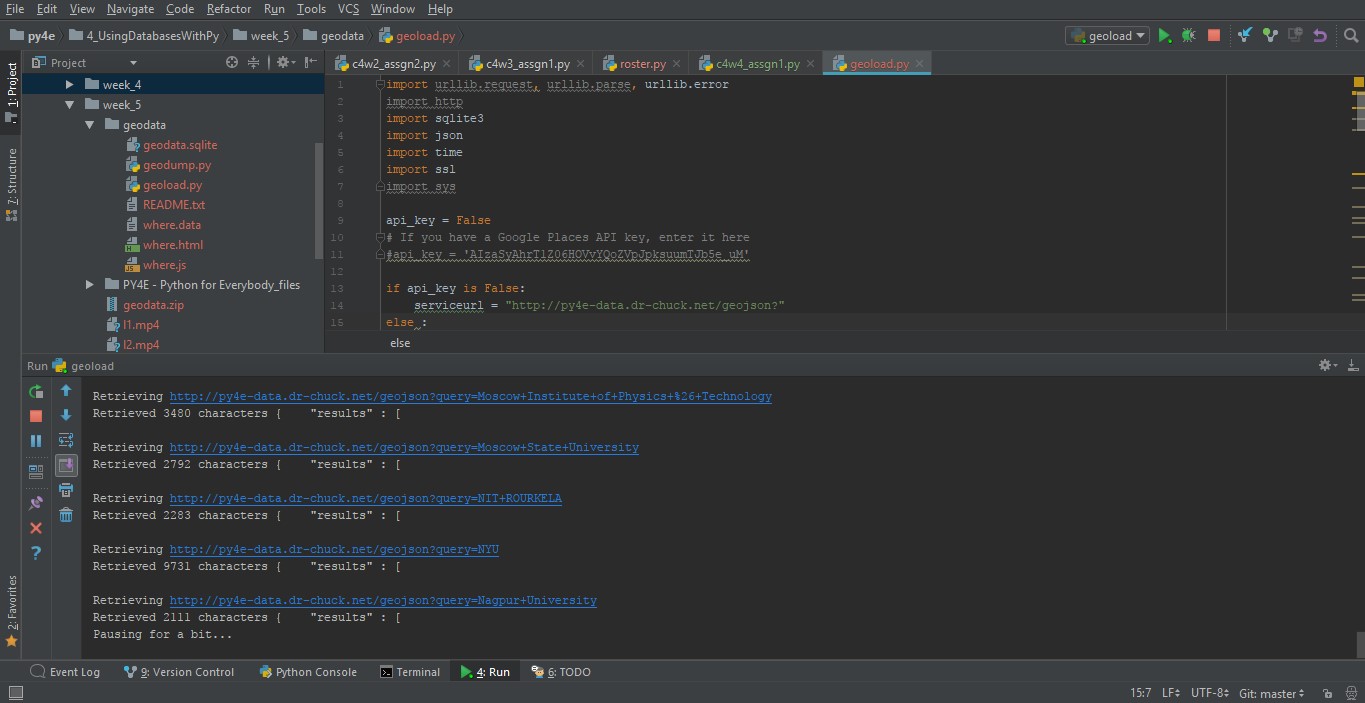 File Edit View Navigate Code Refactor Run Tools VCS Window Help
py4e 4_UsingDatabasesWithPy week_5 geodata geoload.py geoload
1: Project
7: Structure
2: Favorites
Project
week_4
week_5
geodata
geodata.sqlite
geodump.py
geoload.py
README.txt
where.data
where.html
where.js
PY4E - Python for Everybody_files
geodata.zip
l1.mp4
l2.mp4
c4w2_assgn2.py c4w3_assgn1.py roster.py c4w4_assgn1.py geoload.py
1 import urllib.request, urllib.parse, urllib.error
2 import http
3 import sqlite3
4 import json
5 import time
6 import ssl
7 import sys
8
9 api_key = False
10 # If you have a Google Places API key, enter it here
11 #api_key = 'AIzaSyAhrT1Z06HOVvYQoZVpJpksuumTJb5e_uM'
12
13 if api_key is False:
14 serviceurl = "http://py4e-data.dr-chuck.net/geojson?"
15 else :
else
Run geoload
Retrieving http://py4e-data.dr-chuck.net/geojson?query=Moscow+Institute+of+Physics+%26+Technology
Retrieved 3480 characters { "results" : [
Retrieving http://py4e-data.dr-chuck.net/geojson?query=Moscow+State+University
Retrieved 2792 characters { "results" : [
Retrieving http://py4e-data.dr-chuck.net/geojson?query=NIT+ROURKELA
Retrieved 2283 characters { "results" : [
Retrieving http://py4e-data.dr-chuck.net/geojson?query=NYU
Retrieved 9731 characters { "results" : [
Retrieving http://py4e-data.dr-chuck.net/geojson?query=Nagpur+University
Retrieved 2111 characters { "results" : [
Pausing for a bit...
Event Log 9: Version Control Python Console Terminal 4: Run 6: TODO
15:7 LF UTF-8 Git: master